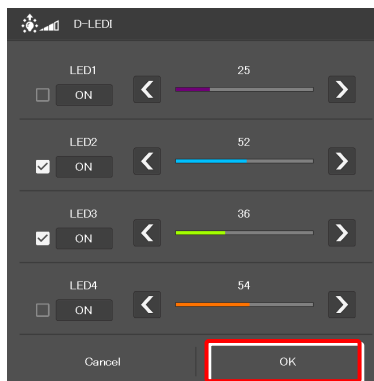 D-LEDI
LED1
25
ON
LED2
52
ON
LED3
36
ON
LED4
54
ON
Cancel
OK